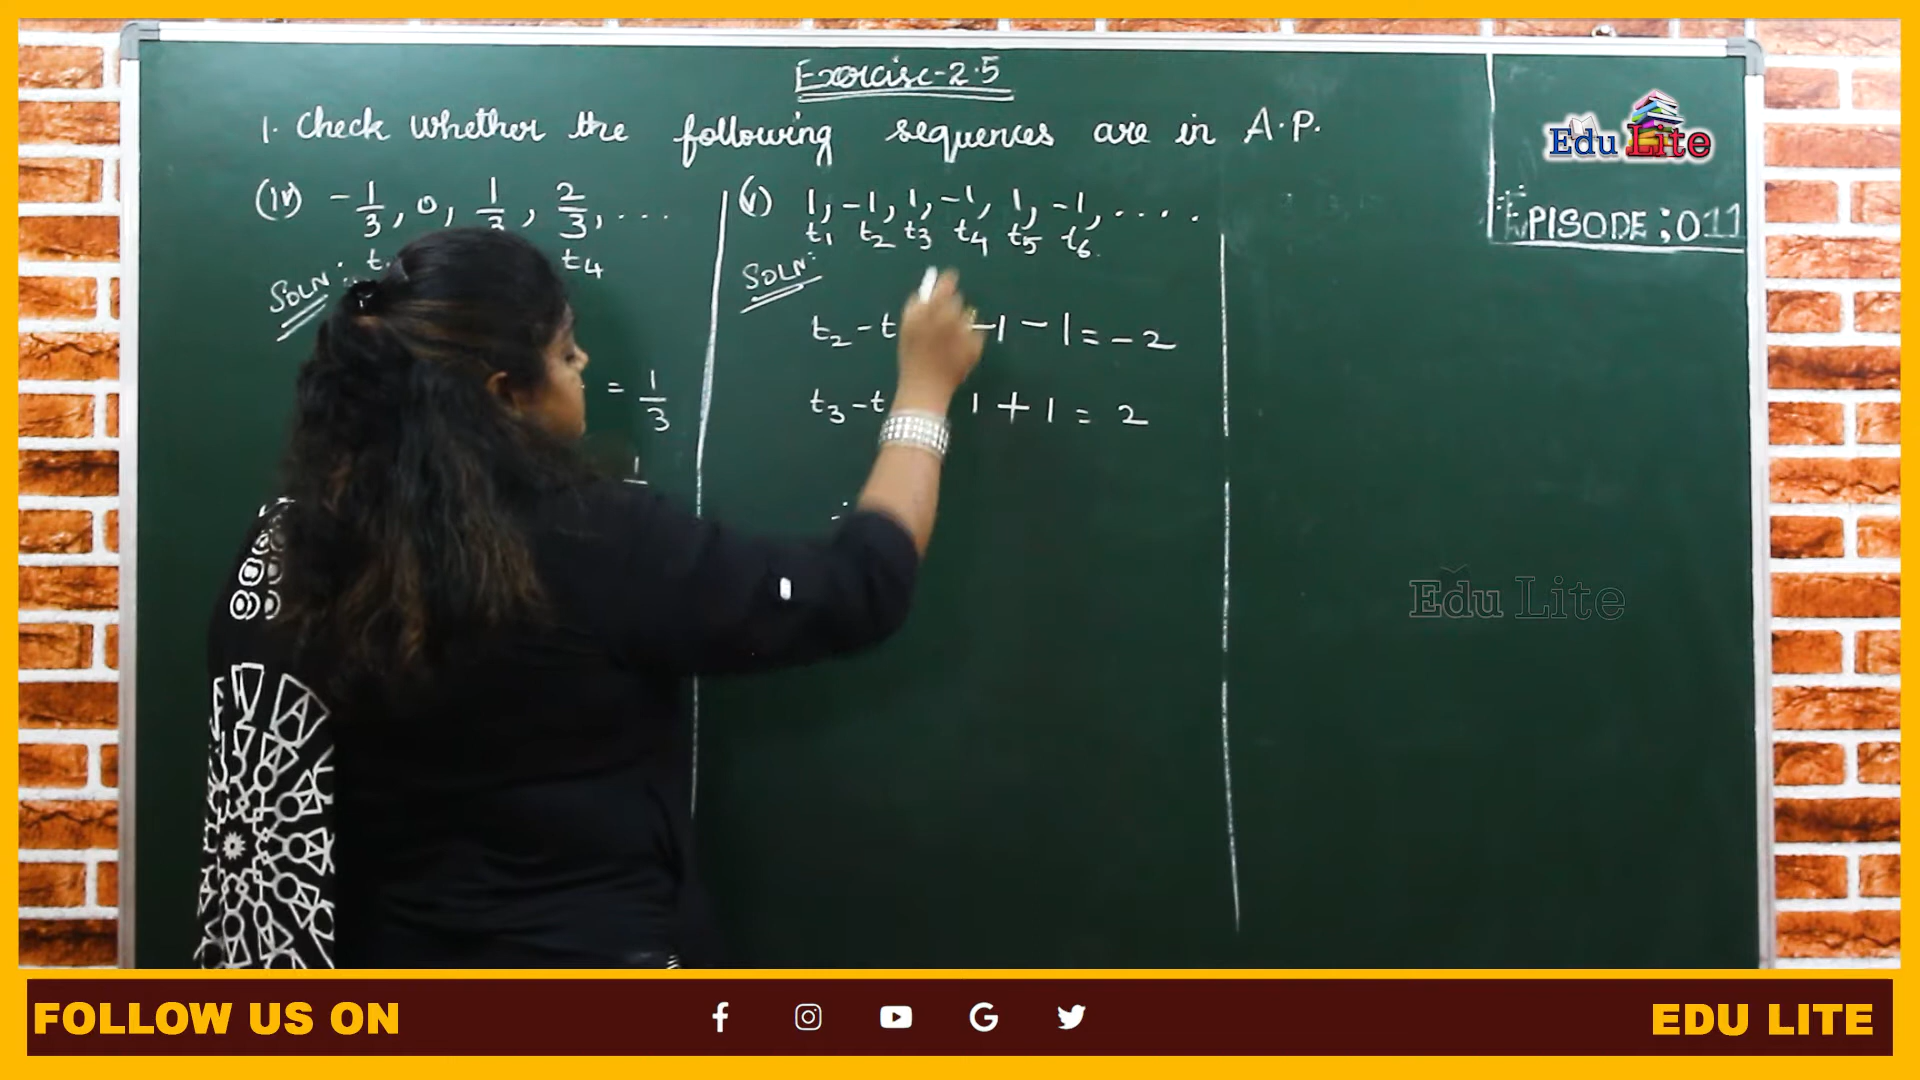 Exercise-2.5
1. Check whether the following sequences are in A.P.
Edu Lite
EPISODE:011
(iv) -1/3, 0, 1/3, 2/3, ...
t4
SOLN:
= 1/3
(v) 1, -1, 1, -1, 1, -1, ....
t1 t2 t3 t4 t5 t6
SOLN:
t2 - t -1 - 1 = -2
t3 - t 1 + 1 = 2
Edu Lite
FOLLOW US ON
EDU LITE